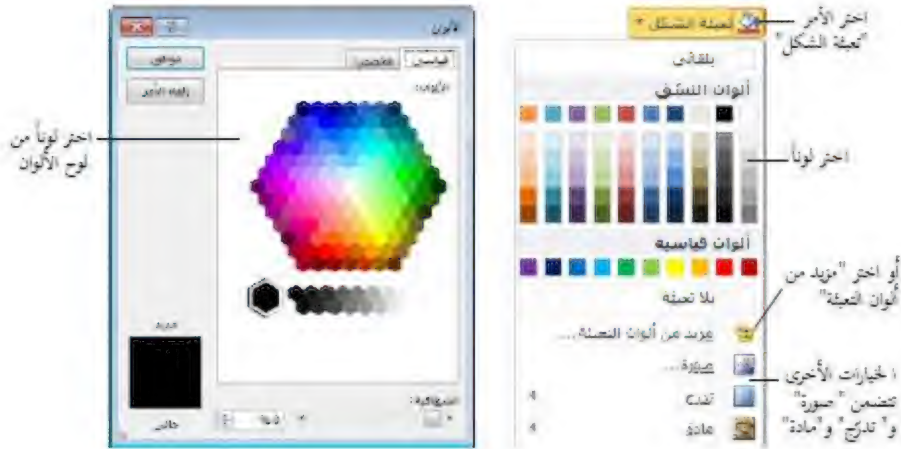 اختر الأمر
"تعبئة الشكل"
تعبئة الشكل
تلقائي
ألوان النسق
اختر لوناً
ألوان قياسية
بلا تعبئة
أو اختر "مزيد من
ألوان التعبئة"
مزيد من ألوان التعبئة...
صورة...
تدرج
مادة
الخيارات الأخرى
تتضمن "صورة"
و"تدرّج" و"مادة"
الألوان
قياسي
مخصص
موافق
إلغاء الأمر
الألوان:
اختر لوناً من
لوح الألوان
جديد
حالي